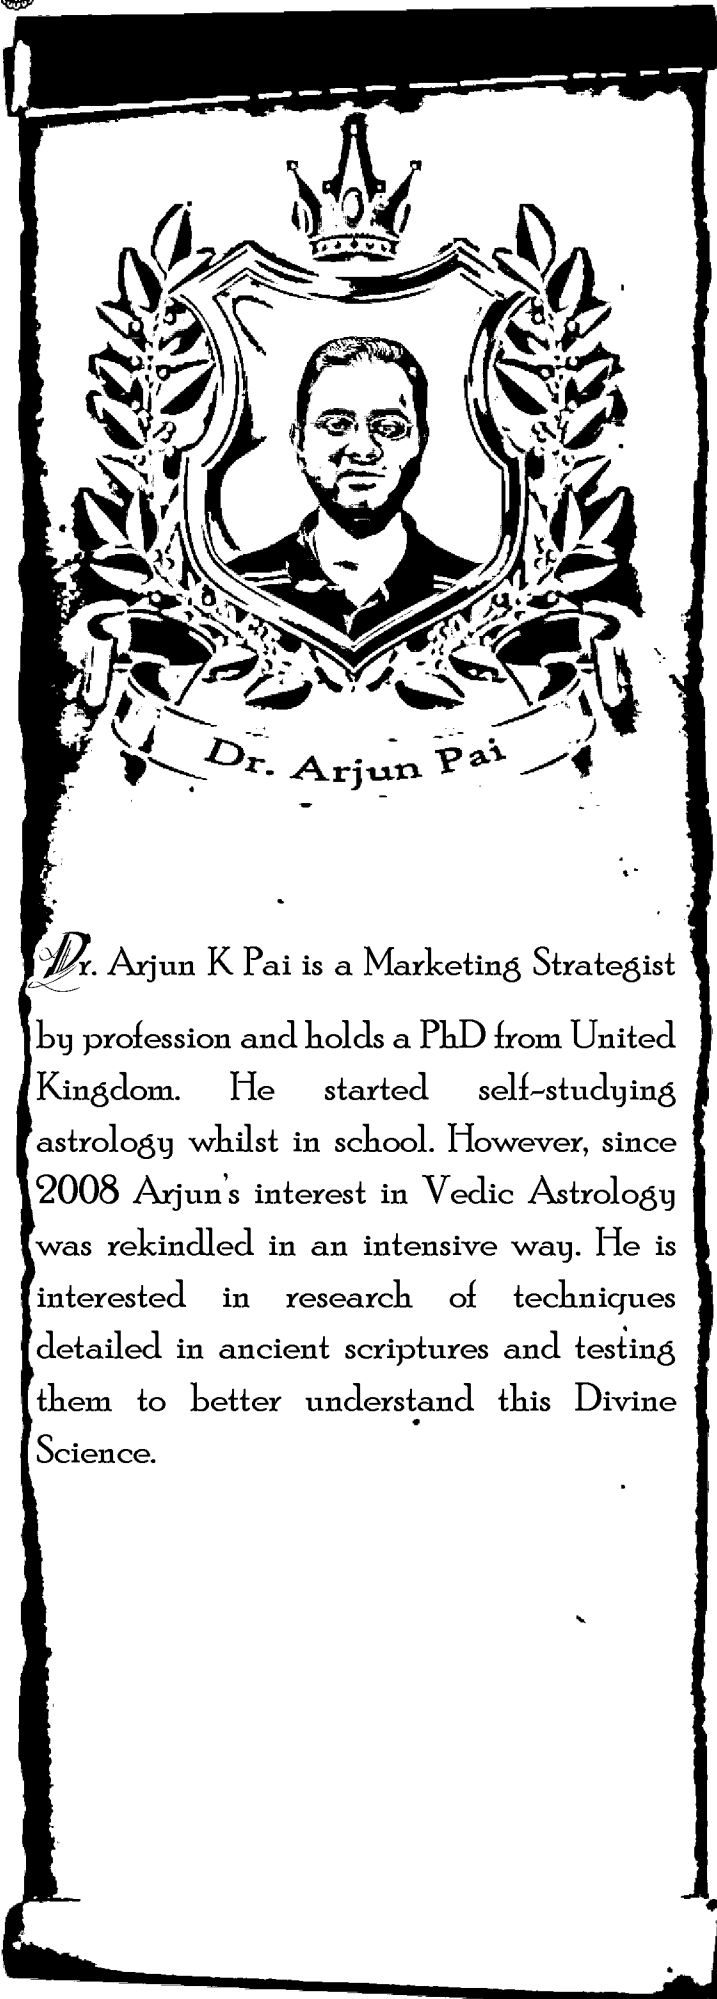 Dr. Arjun Pai
Dr. Arjun K Pai is a Marketing Strategist
by profession and holds a PhD from United
Kingdom. He started self-studying
astrology whilst in school. However, since
2008 Arjun's interest in Vedic Astrology
was rekindled in an intensive way. He is
interested in research of techniques
detailed in ancient scriptures and testing
them to better understand this Divine
Science.